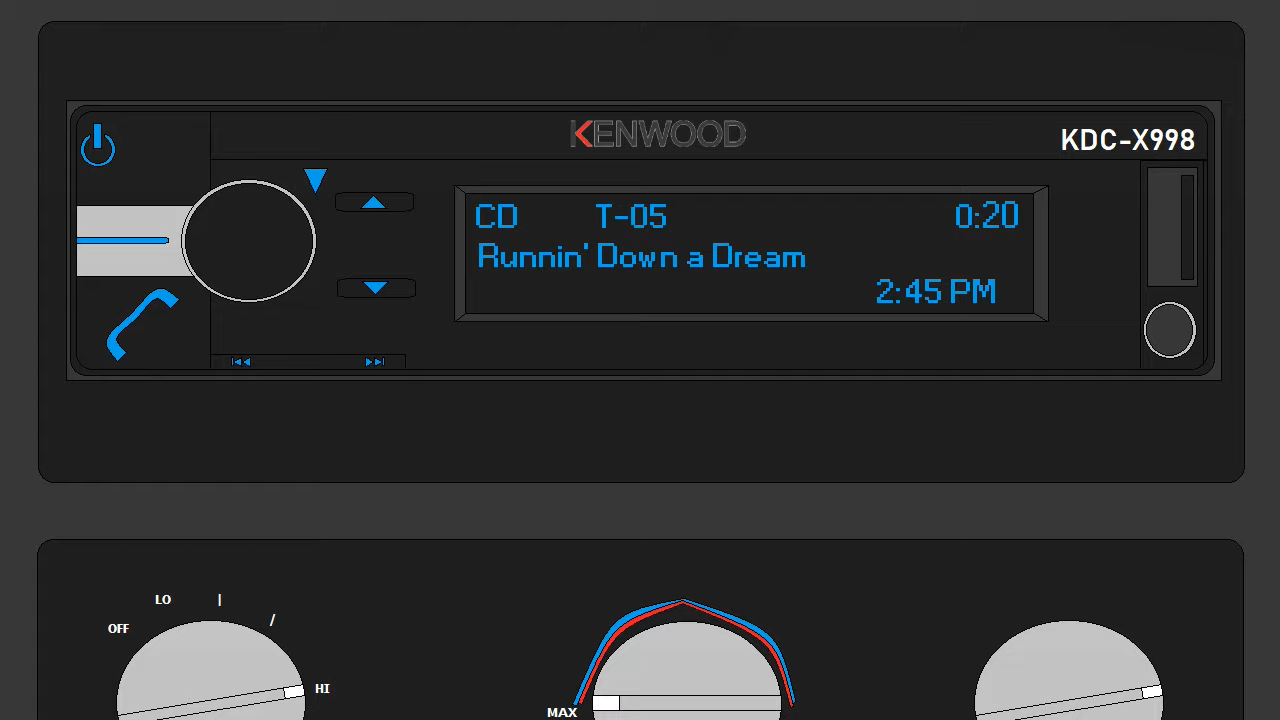 KENWOOD
KDC-X998
CD T-05 0:20
Runnin' Down a Dream
2:45 PM
LO | /
OFF
HI
MAX